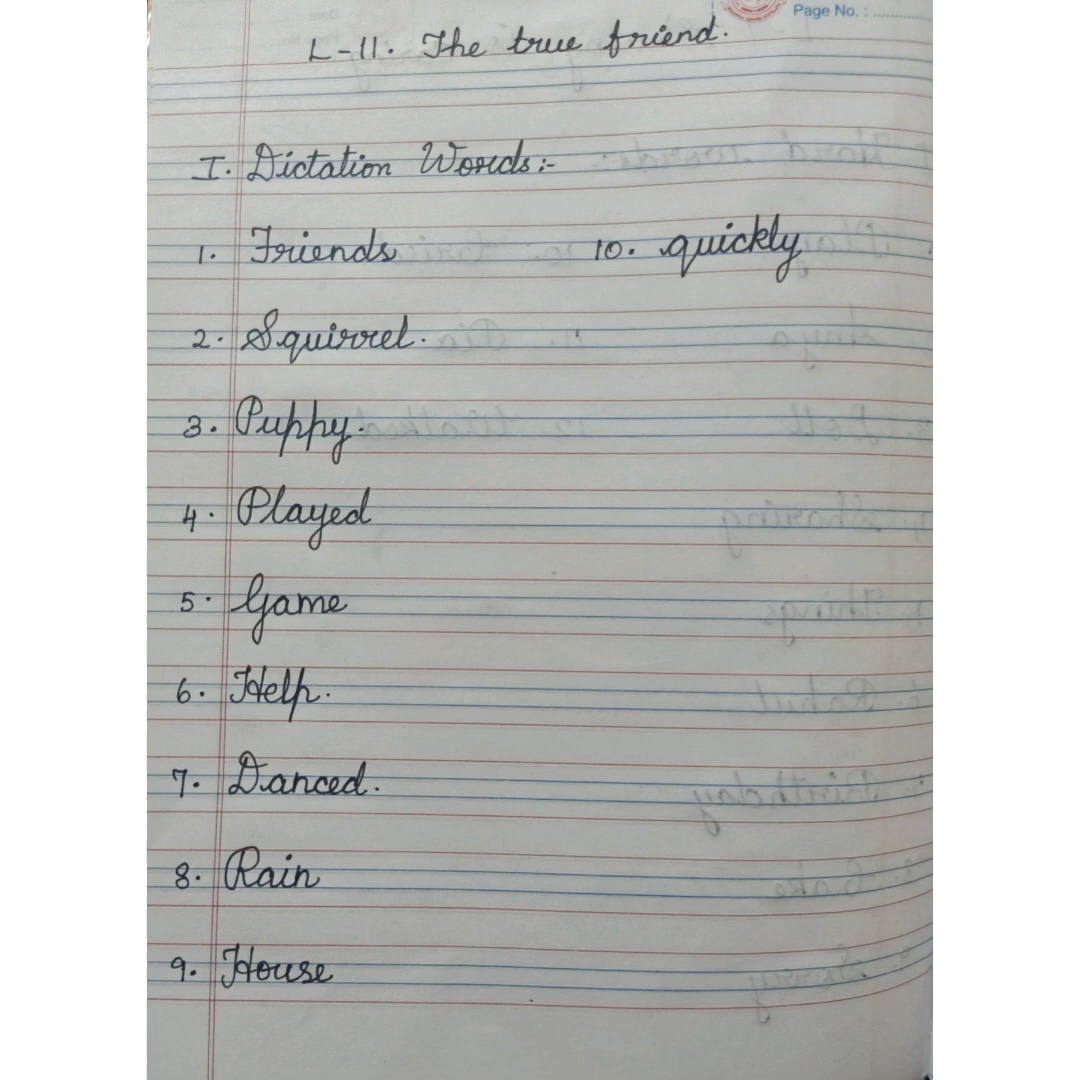 Page No. :
L-11. The true friend.
I. Dictation Words:-
1. Friends 10. quickly
2. Squirrel.
3. Puppy.
4. Played
5. Game
6. Help.
7. Danced.
8. Rain
9. House